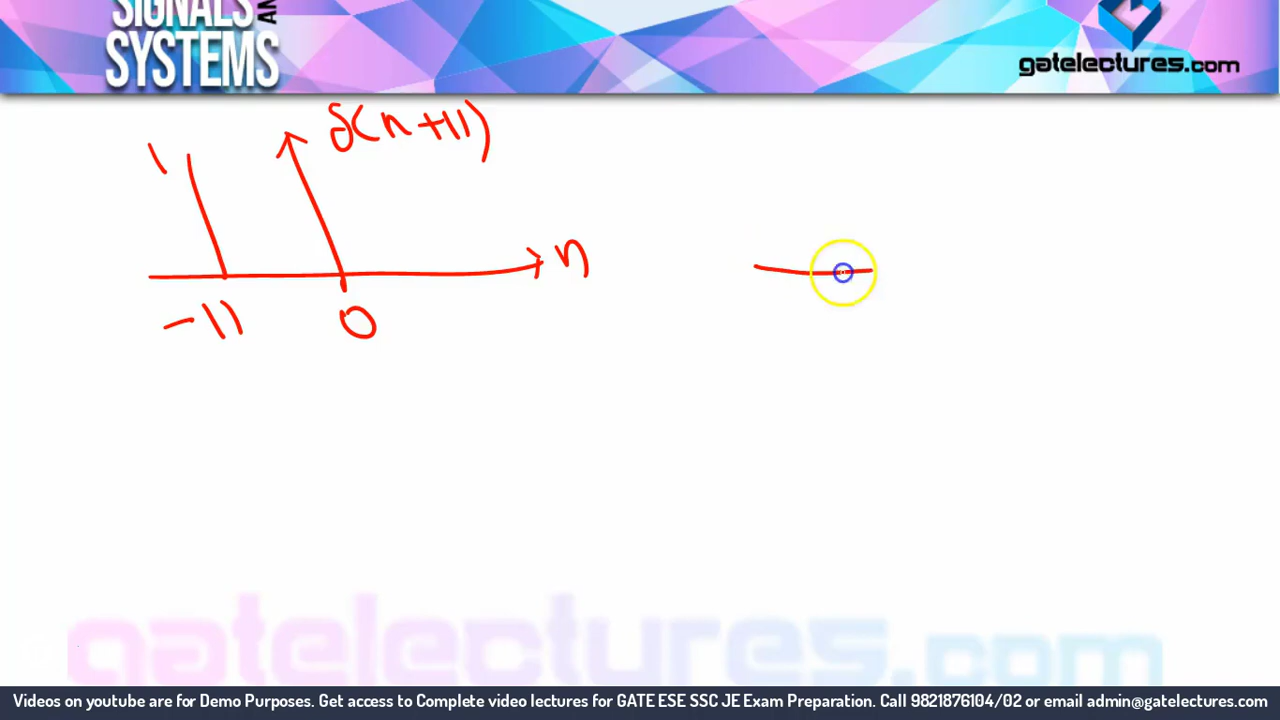 SIGNALS AND
SYSTEMS
gatelectures.com
δ(n+11)
1
n
-11
0
gatelectures.com
Videos on youtube are for Demo Purposes. Get access to Complete video lectures for GATE ESE SSC JE Exam Preparation. Call 9821876104/02 or email admin@gatelectures.com